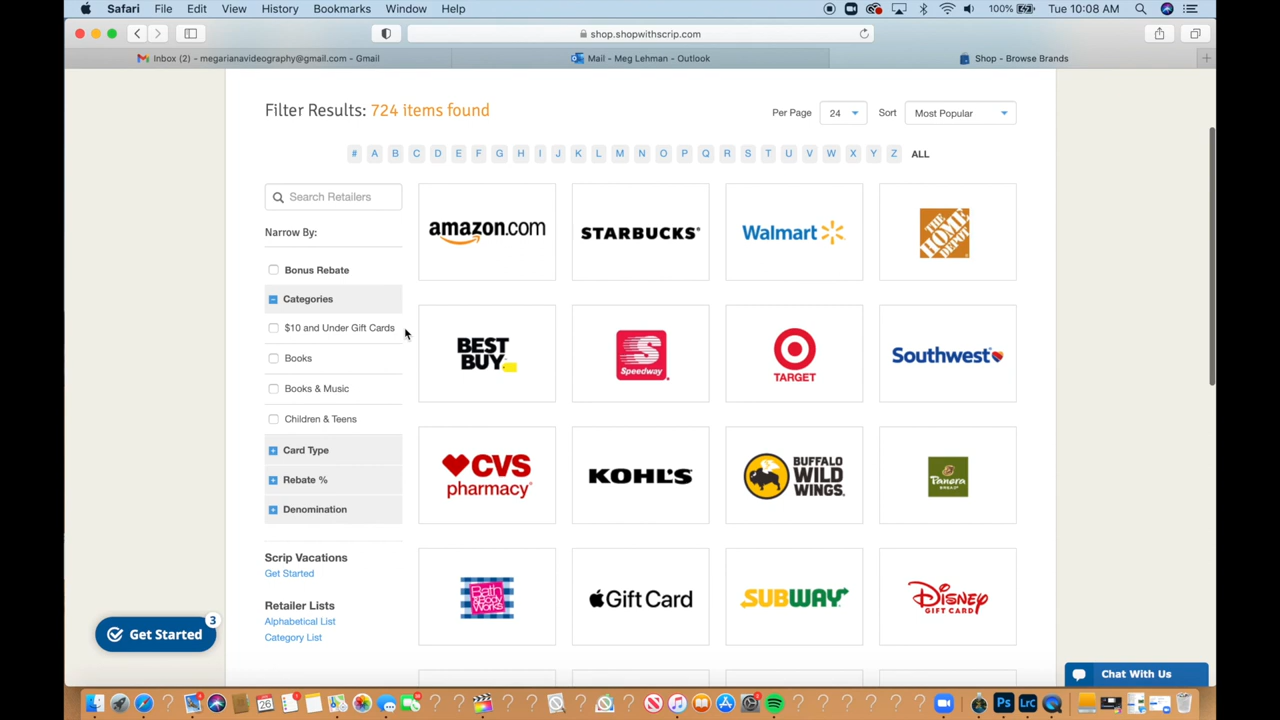 Safari File Edit View History Bookmarks Window Help 100% Tue 10:08 AM
shop.shopwithscrip.com
Inbox (2) - megarianavideography@gmail.com - Gmail
Mail - Meg Lehman - Outlook
Shop - Browse Brands
Filter Results: 724 items found
Per Page 24 Sort Most Popular
# A B C D E F G H I J K L M N O P Q R S T U V W X Y Z ALL
Search Retailers
Narrow By:
Bonus Rebate
Categories
$10 and Under Gift Cards
Books
Books & Music
Children & Teens
Card Type
Rebate %
Denomination
Scrip Vacations
Get Started
Retailer Lists
Alphabetical List
Category List
amazon.com
STARBUCKS®
Walmart
THE HOME DEPOT
BEST BUY
Speedway
TARGET
Southwest
CVS pharmacy
KOHL'S
BUFFALO WILD WINGS
Panera BREAD
Bath & Body Works
Gift Card
SUBWAY
Disney GIFT CARD
Get Started
3
Chat With Us
26
Ps
Lrc